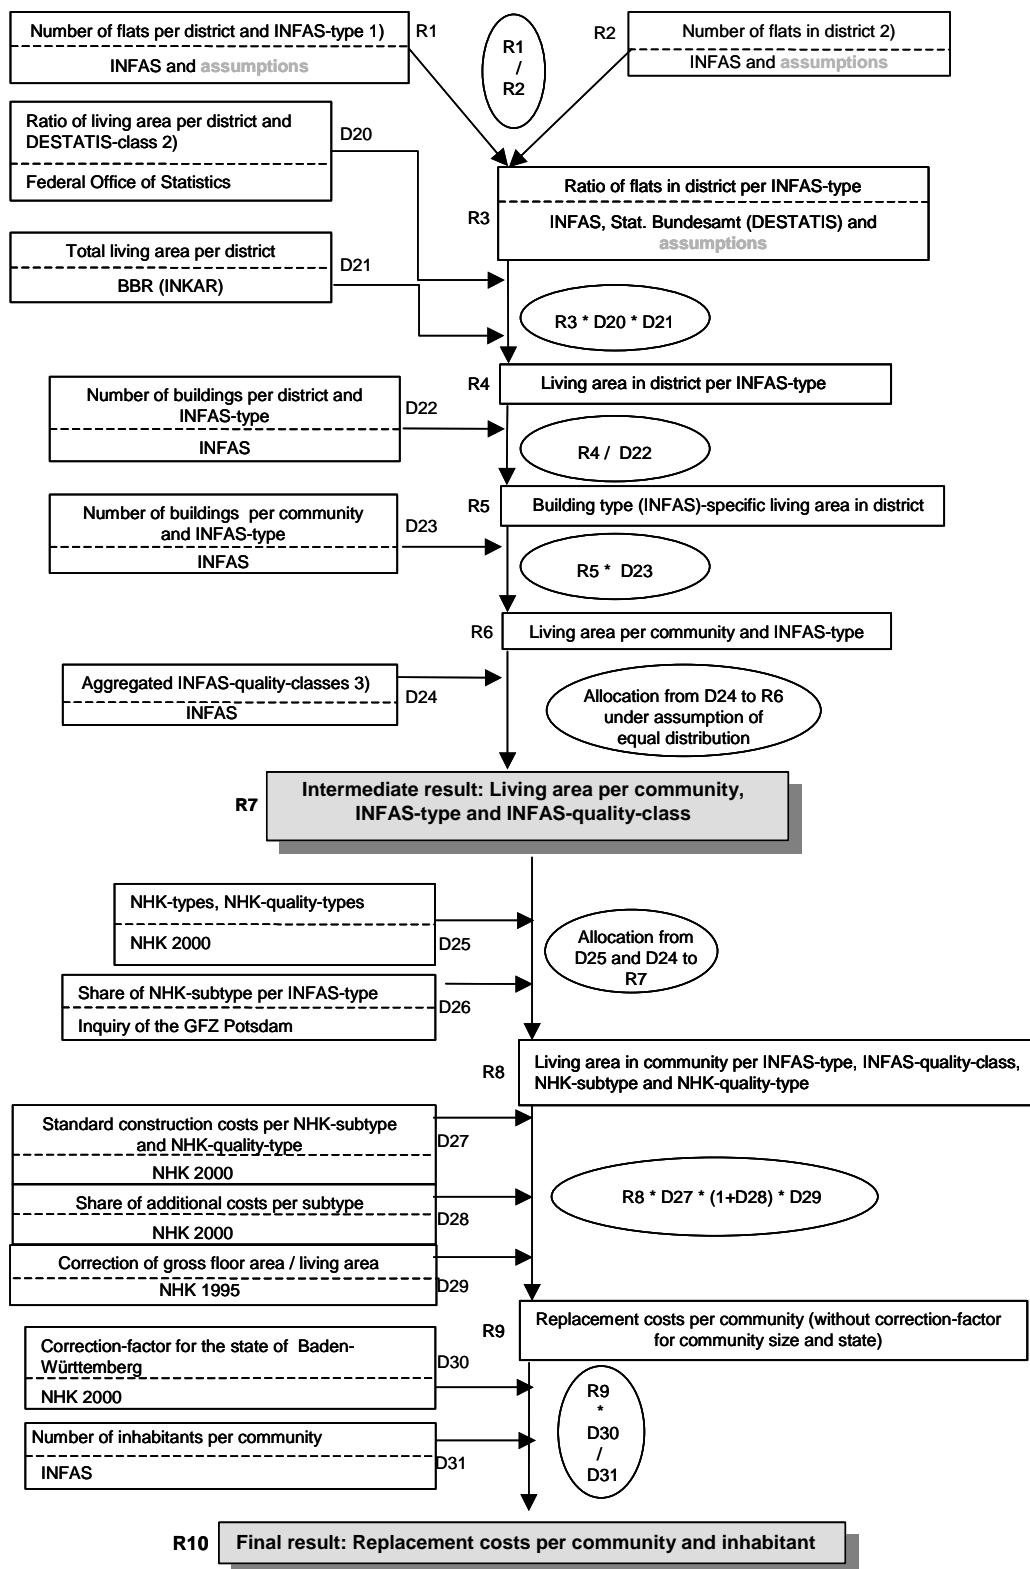 Number of flats per district and INFAS-type 1)
INFAS and assumptions
R1
R1
/
R2
R2
Number of flats in district 2)
INFAS and assumptions
Ratio of living area per district and
DESTATIS-class 2)
Federal Office of Statistics
D20
R3
Ratio of flats in district per INFAS-type
INFAS, Stat. Bundesamt (DESTATIS) and
assumptions
Total living area per district
BBR (INKAR)
D21
R3 * D20 * D21
R4
Living area in district per INFAS-type
Number of buildings per district and
INFAS-type
INFAS
D22
R4 / D22
R5
Building type (INFAS)-specific living area in district
Number of buildings per community
and INFAS-type
INFAS
D23
R5 * D23
R6
Living area per community and INFAS-type
Aggregated INFAS-quality-classes 3)
INFAS
D24
Allocation from D24 to R6
under assumption of
equal distribution
R7
Intermediate result: Living area per community,
INFAS-type and INFAS-quality-class
NHK-types, NHK-quality-types
NHK 2000
D25
Allocation from
D25 and D24 to
R7
Share of NHK-subtype per INFAS-type
Inquiry of the GFZ Potsdam
D26
R8
Living area in community per INFAS-type, INFAS-quality-class,
NHK-subtype and NHK-quality-type
Standard construction costs per NHK-subtype
and NHK-quality-type
NHK 2000
D27
Share of additional costs per subtype
NHK 2000
D28
R8 * D27 * (1+D28) * D29
Correction of gross floor area / living area
NHK 1995
D29
R9
Replacement costs per community (without correction-factor
for community size and state)
Correction-factor for the state of Baden-
Württemberg
NHK 2000
D30
R9
*
D30
/
D31
Number of inhabitants per community
INFAS
D31
R10
Final result: Replacement costs per community and inhabitant